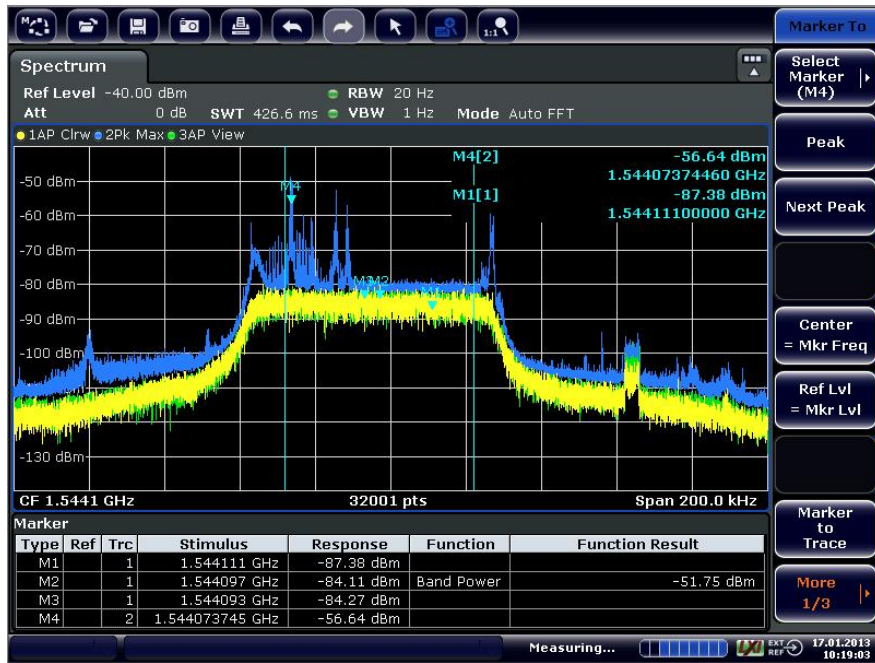 Marker To
Spectrum
Ref Level -40.00 dBm RBW 20 Hz
Att 0 dB SWT 426.6 ms VBW 1 Hz Mode Auto FFT
1AP Clrw 2Pk Max 3AP View
M4[2] -56.64 dBm
1.54407374460 GHz
M1[1] -87.38 dBm
1.54411100000 GHz
M4
-50 dBm
-60 dBm
-70 dBm
-80 dBm
M3 M2
-90 dBm
-100 dBm
-130 dBm
CF 1.5441 GHz 32001 pts Span 200.0 kHz
Marker
Type Ref Trc Stimulus Response Function Function Result
M1 1 1.544111 GHz -87.38 dBm
M2 1 1.544097 GHz -84.11 dBm Band Power -51.75 dBm
M3 1 1.544093 GHz -84.27 dBm
M4 2 1.544073745 GHz -56.64 dBm
Measuring... LXI EXT REF 17.01.2013
10:19:03
Select
Marker
(M4)
Peak
Next Peak
Center
= Mkr Freq
Ref Lvl
= Mkr Lvl
Marker
to
Trace
More
1/3
1:1